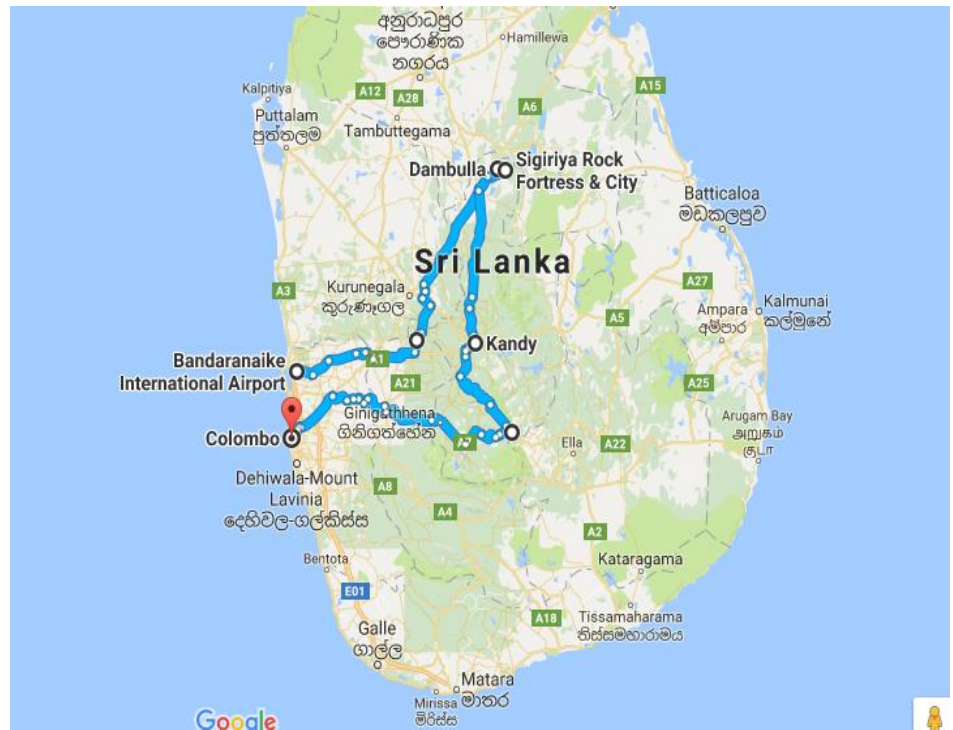 අනුරාධපුර
පෞරාණික
නගරය
Hamillewa
Kalpitiya
A12
A28
A15
A6
Puttalam
පුත්තලම
Tambuttegama
Dambulla
Sigiriya Rock
Fortress & City
Batticaloa
මඩකලපුව
Sri Lanka
A3
Kurunegala
කුරුණෑගල
A27
Kalmunai
කල්මුනේ
Ampara
අම්පාර
A5
Kandy
Bandaranaike
International Airport
A1
A21
A25
Ginigathhena
ගිනිගත්හේන
Arugam Bay
அறுகம்
குடா
Colombo
A7
Ella
A22
Dehiwala-Mount
Lavinia
දෙහිවල-ගල්කිස්ස
A8
A4
A2
Bentota
Kataragama
E01
A18
Tissamaharama
තිස්සමහාරාමය
Galle
ගාල්ල
Matara
මාතර
Mirissa
මිරිස්ස
Google